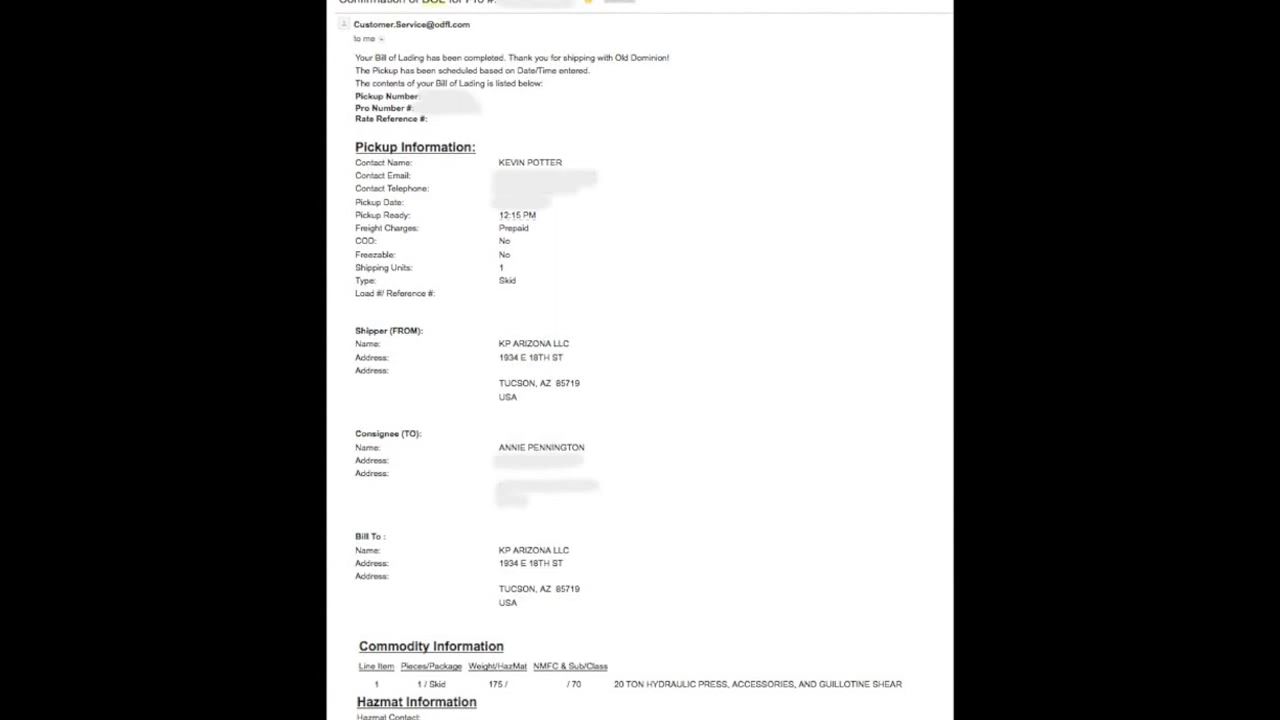 Confirmation of BOL for Pro #:
Customer.Service@odfl.com
to me
Your Bill of Lading has been completed. Thank you for shipping with Old Dominion!
The Pickup has been scheduled based on Date/Time entered.
The contents of your Bill of Lading is listed below:
Pickup Number:
Pro Number #:
Rate Reference #:
Pickup Information:
Contact Name: KEVIN POTTER
Contact Email:
Contact Telephone:
Pickup Date:
Pickup Ready: 12:15 PM
Freight Charges: Prepaid
COD: No
Freezable: No
Shipping Units: 1
Type: Skid
Load #/ Reference #:
Shipper (FROM):
Name: KP ARIZONA LLC
Address: 1934 E 18TH ST
Address:
TUCSON, AZ 85719
USA
Consignee (TO):
Name: ANNIE PENNINGTON
Address:
Address:
Bill To :
Name: KP ARIZONA LLC
Address: 1934 E 18TH ST
Address:
TUCSON, AZ 85719
USA
Commodity Information
Line Item Pieces/Package Weight/HazMat NMFC & Sub/Class
1 1 / Skid 175 / / 70 20 TON HYDRAULIC PRESS, ACCESSORIES, AND GUILLOTINE SHEAR
Hazmat Information
Hazmat Contact: